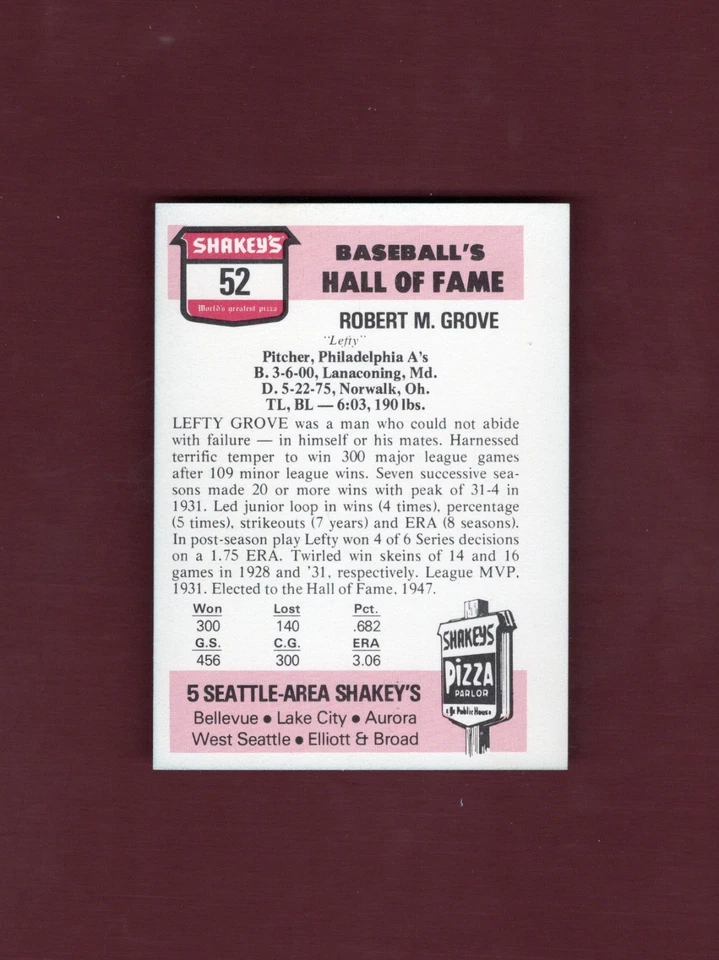 SHAKEY'S
52
World's greatest pizza
BASEBALL'S
HALL OF FAME
ROBERT M. GROVE
"Lefty"
Pitcher, Philadelphia A's
B. 3-6-00, Lanaconing, Md.
D. 5-22-75, Norwalk, Oh.
TL, BL — 6:03, 190 lbs.
LEFTY GROVE was a man who could not abide
with failure — in himself or his mates. Harnessed
terrific temper to win 300 major league games
after 109 minor league wins. Seven successive sea-
sons made 20 or more wins with peak of 31-4 in
1931. Led junior loop in wins (4 times), percentage
(5 times), strikeouts (7 years) and ERA (8 seasons).
In post-season play Lefty won 4 of 6 Series decisions
on a 1.75 ERA. Twirled win skeins of 14 and 16
games in 1928 and '31, respectively. League MVP,
1931. Elected to the Hall of Fame, 1947.
Won Lost Pct.
300 140 .682
G.S. C.G. ERA
456 300 3.06
SHAKEY'S
PIZZA
PARLOR
& Ye Public House
5 SEATTLE-AREA SHAKEY'S
Bellevue ● Lake City ● Aurora
West Seattle ● Elliott & Broad